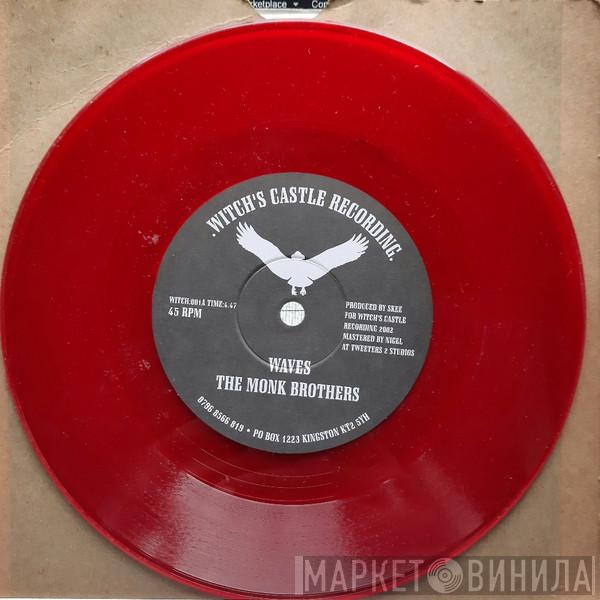 rketplace • Cor
.WITCH'S CASTLE RECORDING.
WITCH:001A TIME:4.47
45 RPM
PRODUCED BY SKEE
FOR WITCH'S CASTLE
RECORDING 2002
MASTERED BY NIGEL
AT TWEETERS 2 STUDIOS
WAVES
THE MONK BROTHERS
0796 8566 819 • PO BOX 1223 KINGSTON KT2 5YH
МАРКЕТ ВИНИЛА